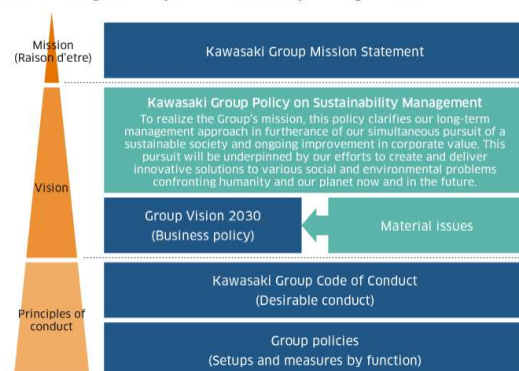 Mission
(Raison d'etre)
Kawasaki Group Mission Statement
Kawasaki Group Policy on Sustainability Management
To realize the Group's mission, this policy clarifies our long-term
management approach in furtherance of our simultaneous pursuit of a
sustainable society and ongoing improvement in corporate value. This
pursuit will be underpinned by our efforts to create and deliver
innovative solutions to various social and environmental problems
confronting humanity and our planet now and in the future.
Vision
Group Vision 2030
(Business policy)
Material issues
Kawasaki Group Code of Conduct
(Desirable conduct)
Principles of
conduct
Group policies
(Setups and measures by function)